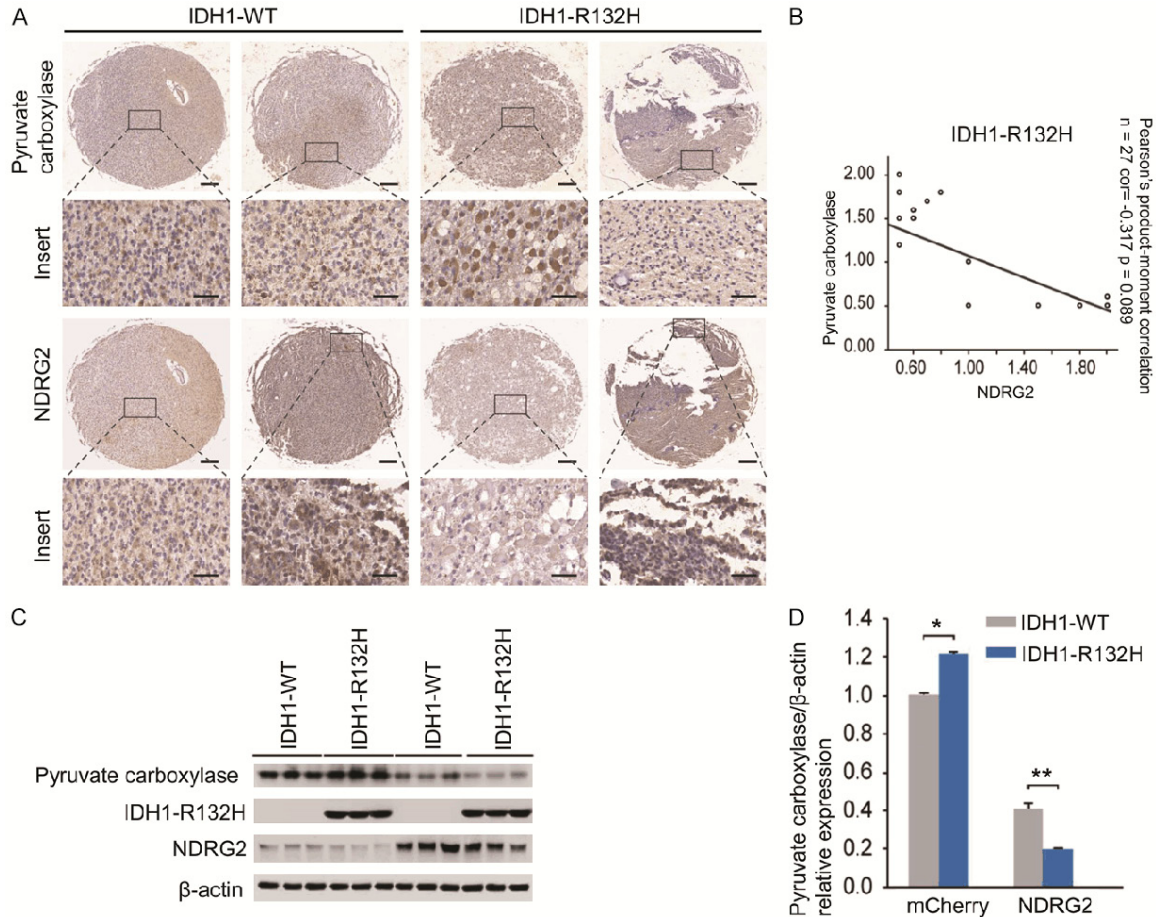 A
IDH1-WT
IDH1-R132H
Pyruvate
carboxylase
Insert
NDRG2
Insert
B
IDH1-R132H
Pyruvate carboxylase
2.00
1.50
1.00
0.50
0.00
0.60
1.00
1.40
1.80
NDRG2
Pearson's product-moment correlation
n = 27 cor= -0.317 p = 0.089
C
IDH1-WT
IDH1-R132H
IDH1-WT
IDH1-R132H
Pyruvate carboxylase
IDH1-R132H
NDRG2
β-actin
D
Pyruvate carboxylase/β-actin
relative expression
1.4
1.2
1.0
0.8
0.6
0.4
0.2
0.0
*
**
IDH1-WT
IDH1-R132H
mCherry
NDRG2